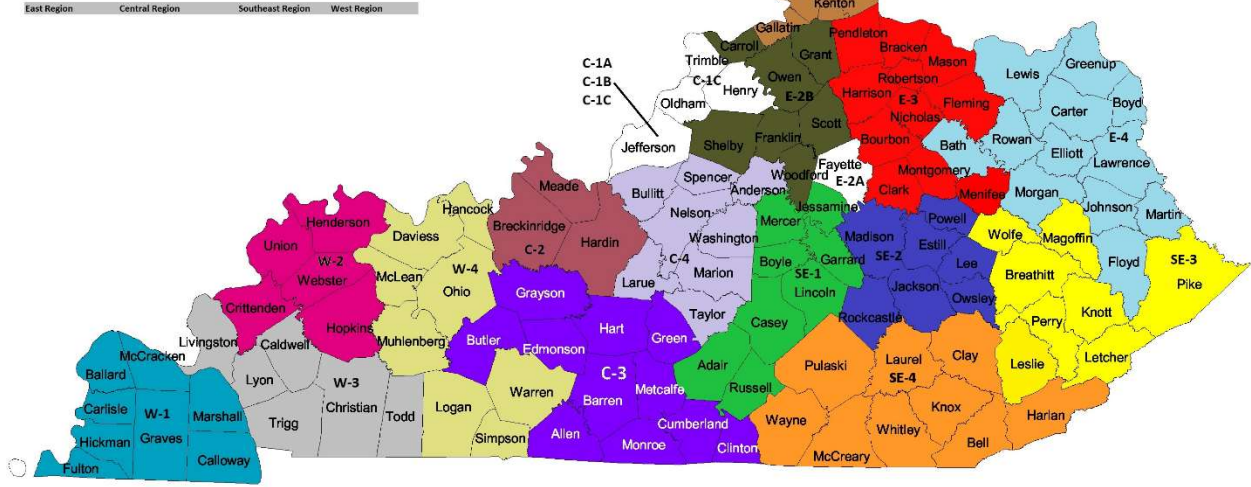 East Region Central Region Southeast Region West Region
Kenton
Gallatin
Pendleton
Carroll
Grant
Bracken
Trimble
Mason
C-1A
C-1B
C-1C
C-1C
Owen
Robertson
Lewis
Greenup
Henry
E-2B
Harrison
E-3
Fleming
Boyd
Oldham
Nicholas
Carter
Scott
E-4
Jefferson
Shelby
Franklin
Bourbon
Bath
Rowan
Elliott
Lawrence
Fayette
E-2A
Woodford
Montgomery
Spencer
Anderson
Clark
Menifee
Morgan
Meade
Bullitt
Jessamine
Johnson
Martin
Hancock
Nelson
Mercer
Powell
Henderson
Breckinridge
Wolfe
Magoffin
Daviess
Hardin
Washington
Madison
Estill
Union
SE-2
Garrard
Floyd
SE-3
W-2
C-2
C-4
Boyle
SE-1
Lee
Breathitt
Pike
McLean
W-4
Marion
Webster
Ohio
Larue
Jackson
Lincoln
Owsley
Knott
Crittenden
Grayson
Taylor
Rockcastle
Perry
Hopkins
Casey
Livingston
Muhlenberg
Butler
Hart
Green
Letcher
Caldwell
Edmonson
Adair
Pulaski
Laurel
Clay
Leslie
McCracken
C-3
SE-4
Ballard
Lyon
W-3
Warren
Metcalfe
Russell
Carlisle
W-1
Marshall
Christian
Todd
Logan
Barren
Knox
Harlan
Trigg
Cumberland
Wayne
Whitley
Hickman
Graves
Simpson
Allen
Monroe
Clinton
Bell
Calloway
McCreary
Fulton